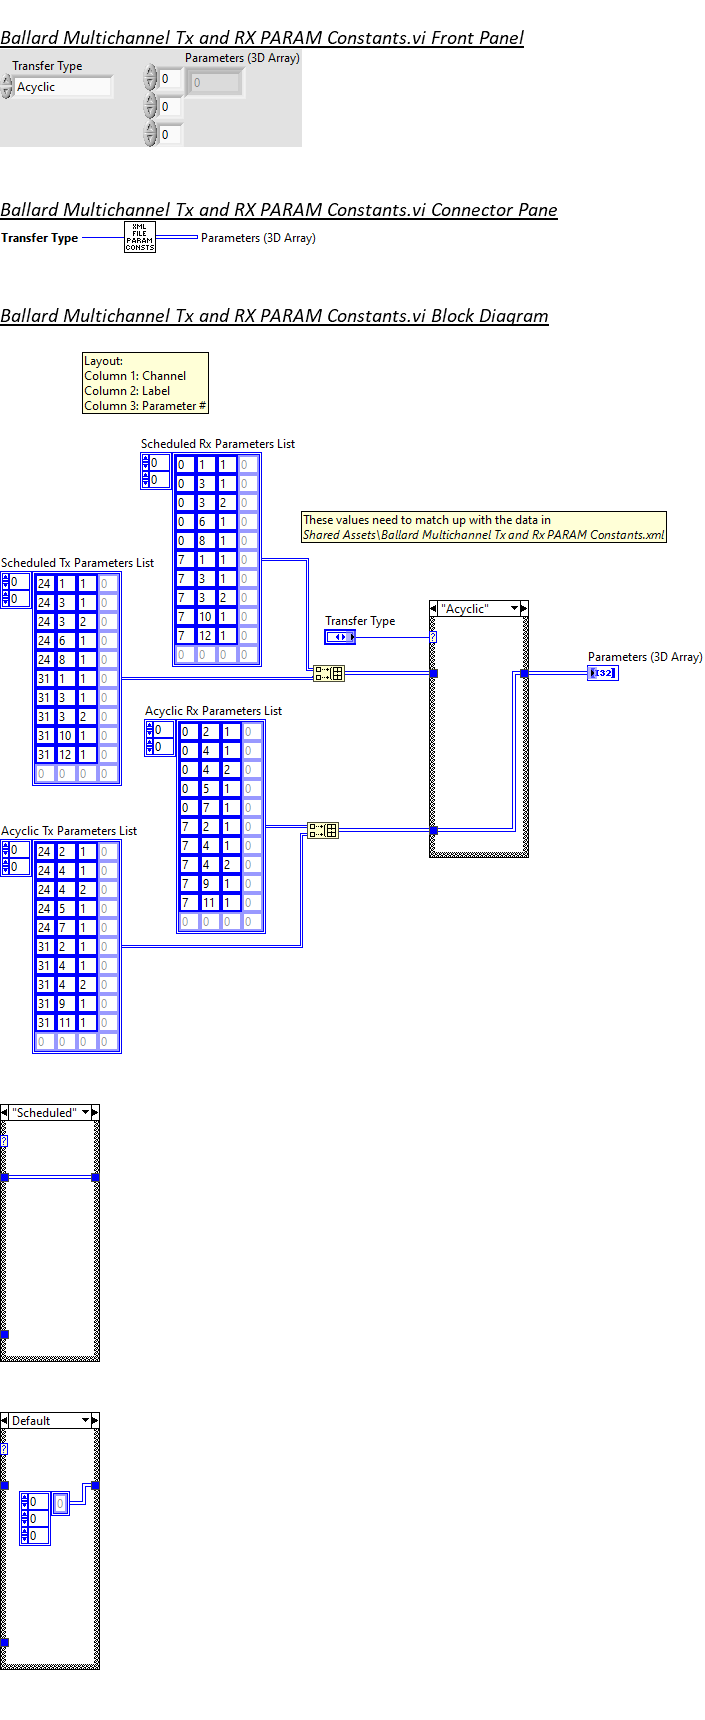 Ballard Multichannel Tx and RX PARAM Constants.vi Front Panel
Transfer Type
Acyclic
Parameters (3D Array)
0 0
0
0
Ballard Multichannel Tx and RX PARAM Constants.vi Connector Pane
Transfer Type
XML
FILE
PARAM
CONSTS
Parameters (3D Array)
Ballard Multichannel Tx and RX PARAM Constants.vi Block Diagram
Layout:
Column 1: Channel
Column 2: Label
Column 3: Parameter #
Scheduled Rx Parameters List
0
0
0 1 1 0
0 3 1 0
0 3 2 0
0 6 1 0
0 8 1 0
7 1 1 0
7 3 1 0
7 3 2 0
7 10 1 0
7 12 1 0
0 0 0 0
These values need to match up with the data in
Shared Assets\Ballard Multichannel Tx and Rx PARAM Constants.xml
Scheduled Tx Parameters List
0
0
24 1 1 0
24 3 1 0
24 3 2 0
24 6 1 0
24 8 1 0
31 1 1 0
31 3 1 0
31 3 2 0
31 10 1 0
31 12 1 0
0 0 0 0
Transfer Type
"Acyclic"
?
Parameters (3D Array)
I32
Acyclic Rx Parameters List
0
0
0 2 1 0
0 4 1 0
0 4 2 0
0 5 1 0
0 7 1 0
7 2 1 0
7 4 1 0
7 4 2 0
7 9 1 0
7 11 1 0
0 0 0 0
Acyclic Tx Parameters List
0
0
24 2 1 0
24 4 1 0
24 4 2 0
24 5 1 0
24 7 1 0
31 2 1 0
31 4 1 0
31 4 2 0
31 9 1 0
31 11 1 0
0 0 0 0
"Scheduled"
?
Default
?
0 0
0
0